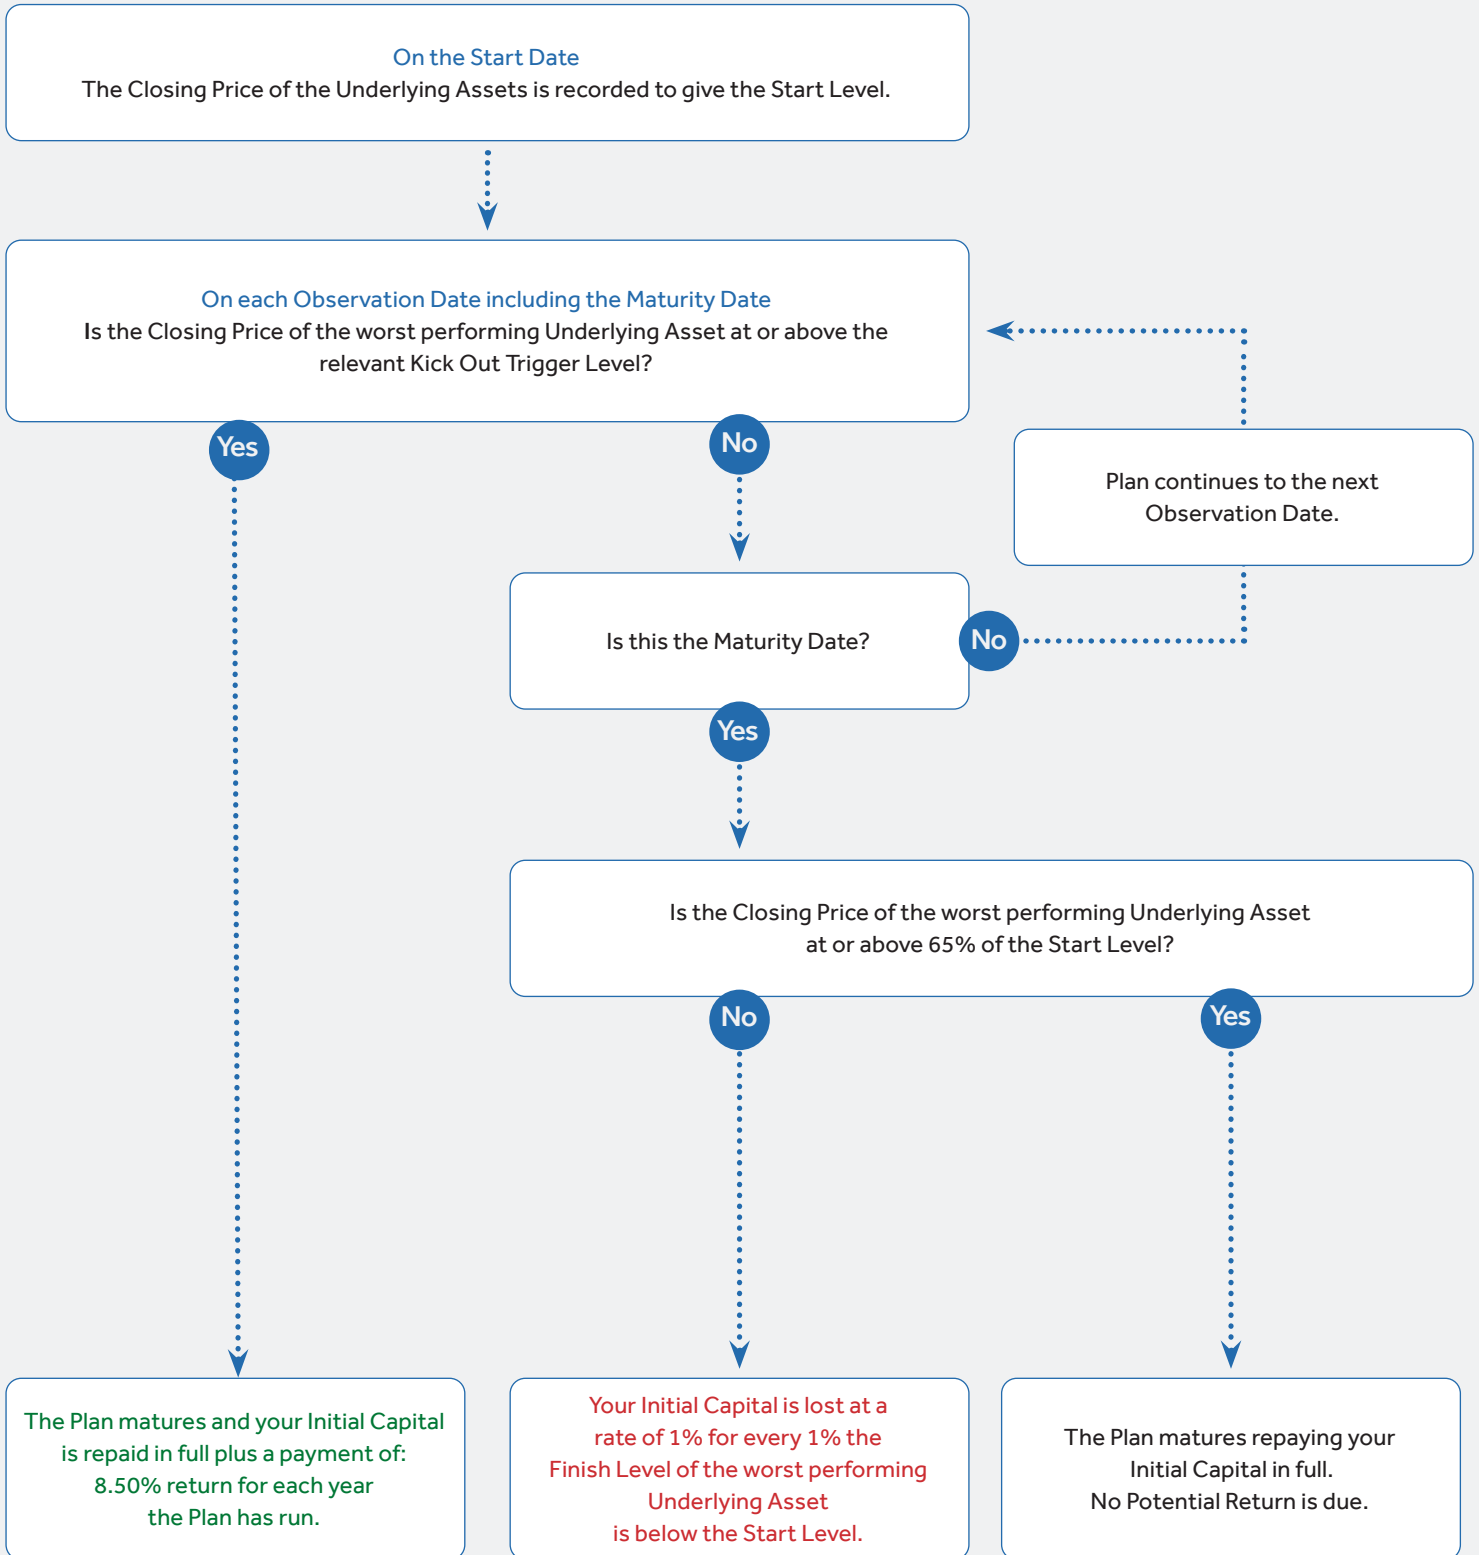 On the Start Date
The Closing Price of the Underlying Assets is recorded to give the Start Level.
On each Observation Date including the Maturity Date
Is the Closing Price of the worst performing Underlying Asset at or above the
relevant Kick Out Trigger Level?
Yes
No
Plan continues to the next
Observation Date.
Is this the Maturity Date?
No
Yes
Is the Closing Price of the worst performing Underlying Asset
at or above 65% of the Start Level?
No
Yes
The Plan matures and your Initial Capital
is repaid in full plus a payment of:
8.50% return for each year
the Plan has run.
Your Initial Capital is lost at a
rate of 1% for every 1% the
Finish Level of the worst performing
Underlying Asset
is below the Start Level.
The Plan matures repaying your
Initial Capital in full.
No Potential Return is due.